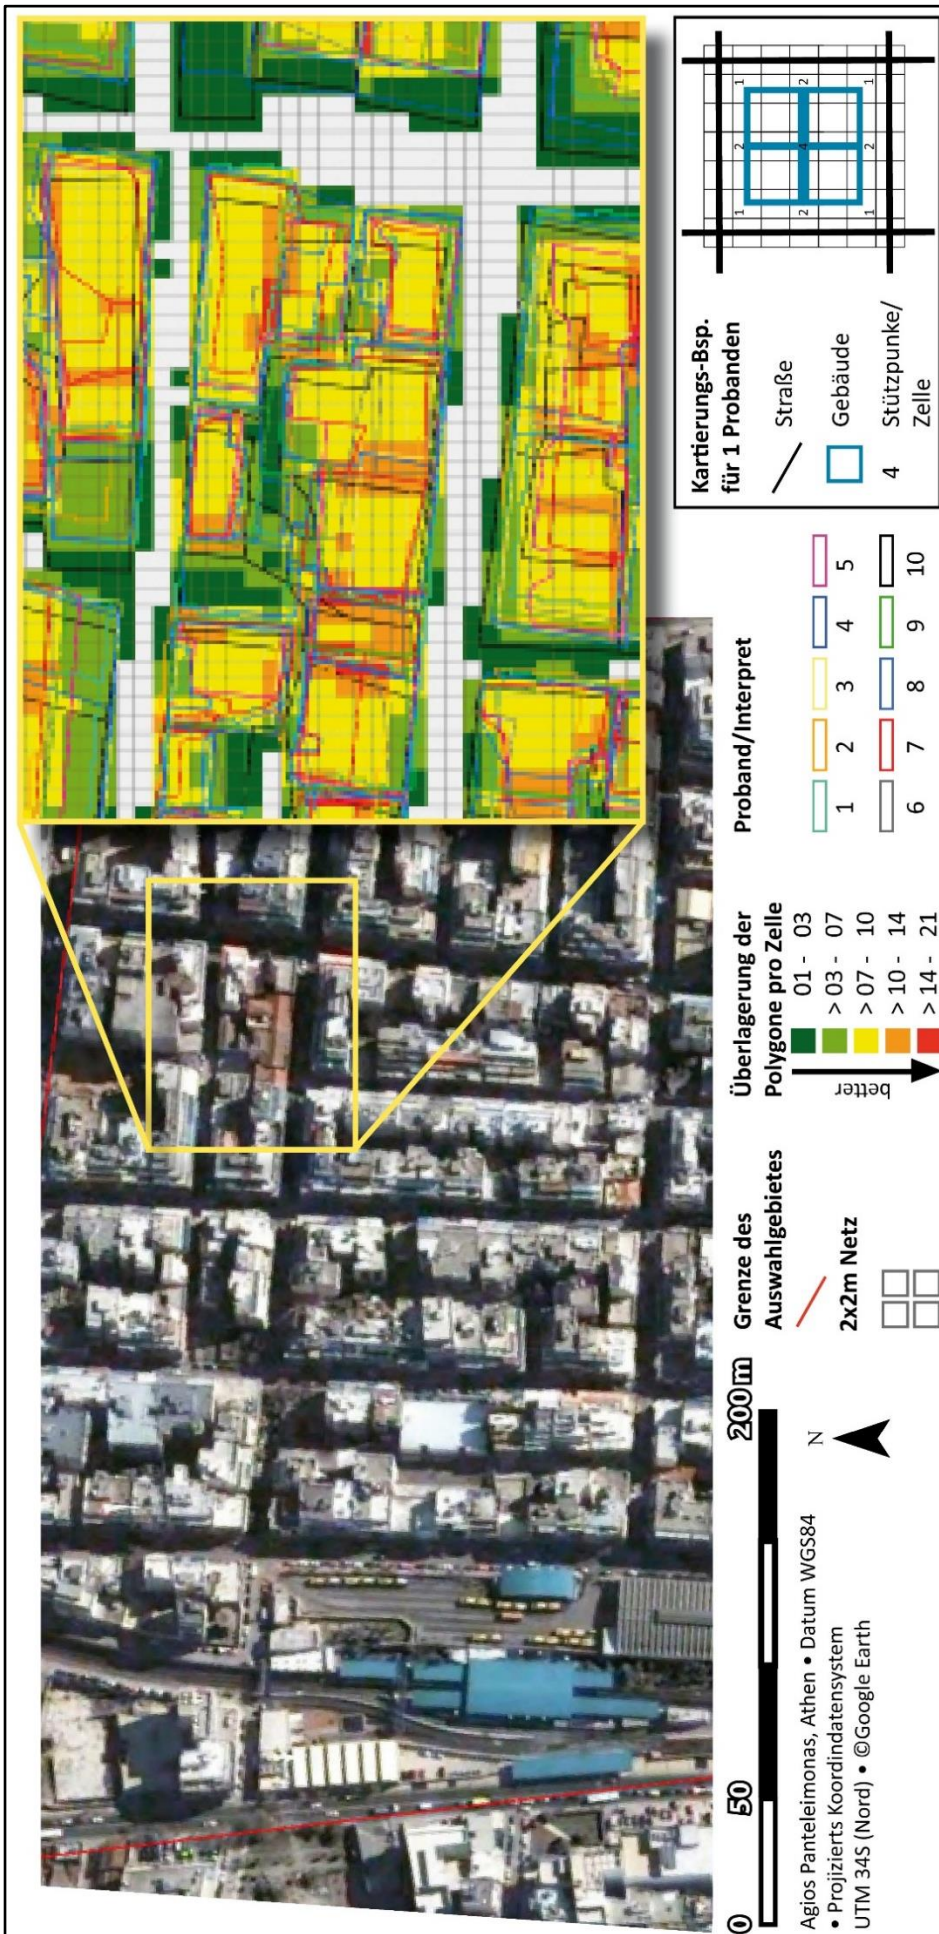 0
50
200m
Agios Panteleimonas, Athen • Datum WGS84
• Projizierts Koordindatensystem
UTM 34S (Nord) • ©Google Earth
N
Grenze des
Auswahlgebietes
2x2m Netz
Überlagerung der
Polygone pro Zelle
01 - 03
> 03 - 07
> 07 - 10
> 10 - 14
> 14 - 21
better
Proband/Interpret
1 2 3 4 5
6 7 8 9 10
Kartierungs-Bsp.
für 1 Probanden
Straße
Gebäude
4 Stützpunke/
Zelle
1 2 1
2 4 2
1 2 1